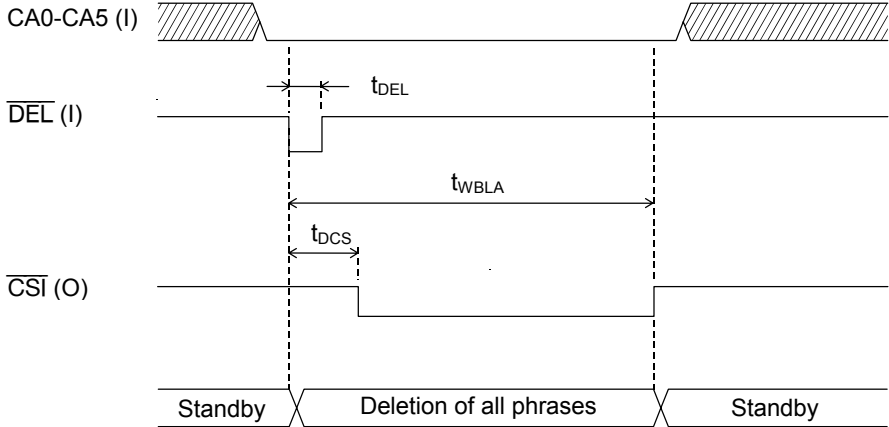 CA0-CA5 (I)
tDEL
DEL (I)
tWBLA
tDCS
CSI (O)
Standby Deletion of all phrases Standby